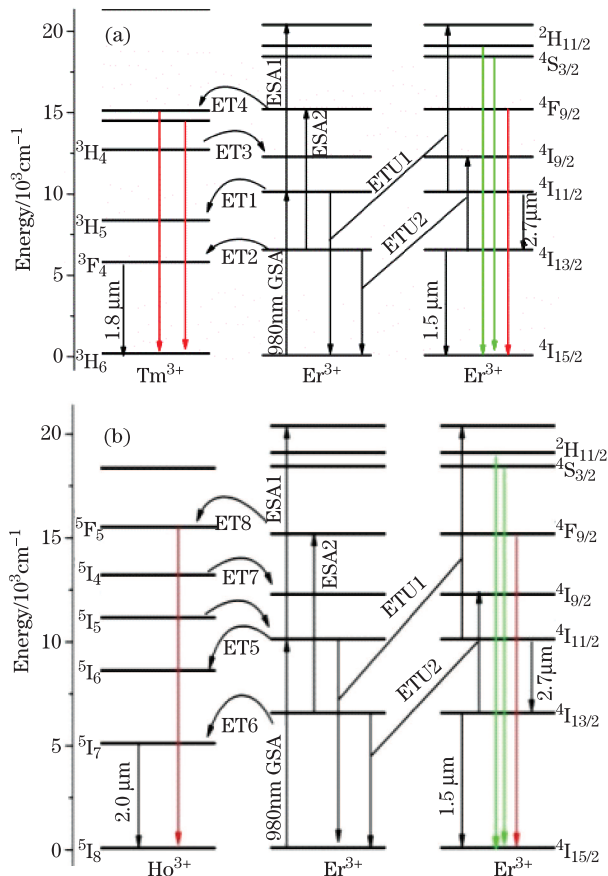 (a)
Energy/10³cm⁻¹
20
15
10
5
0
³H₄
³H₅
³F₄
³H₆
ET4
ET3
ET1
ET2
1.8 μm
ESA1
ESA2
980nm GSA
ETU1
ETU2
2.7μm
1.5 μm
²H₁₁/₂
⁴S₃/₂
⁴F₉/₂
⁴I₉/₂
⁴I₁₁/₂
⁴I₁₃/₂
⁴I₁₅/₂
Tm³⁺
Er³⁺
Er³⁺
(b)
Energy/10³cm⁻¹
20
15
10
5
0
⁵F₅
⁵I₄
⁵I₅
⁵I₆
⁵I₇
⁵I₈
ET8
ET7
ET5
ET6
2.0 μm
ESA1
ESA2
980nm GSA
ETU1
ETU2
2.7μm
1.5 μm
²H₁₁/₂
⁴S₃/₂
⁴F₉/₂
⁴I₉/₂
⁴I₁₁/₂
⁴I₁₃/₂
⁴I₁₅/₂
Ho³⁺
Er³⁺
Er³⁺